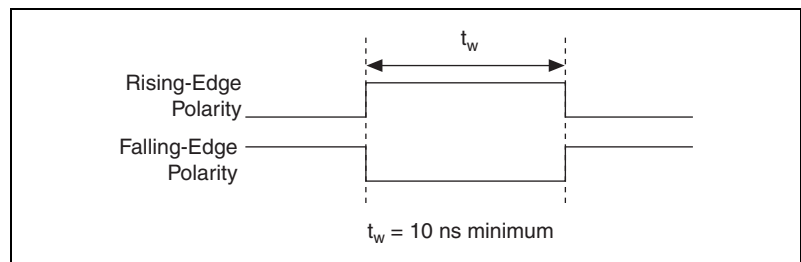 t_w
Rising-Edge
Polarity
Falling-Edge
Polarity
t_w = 10 ns minimum